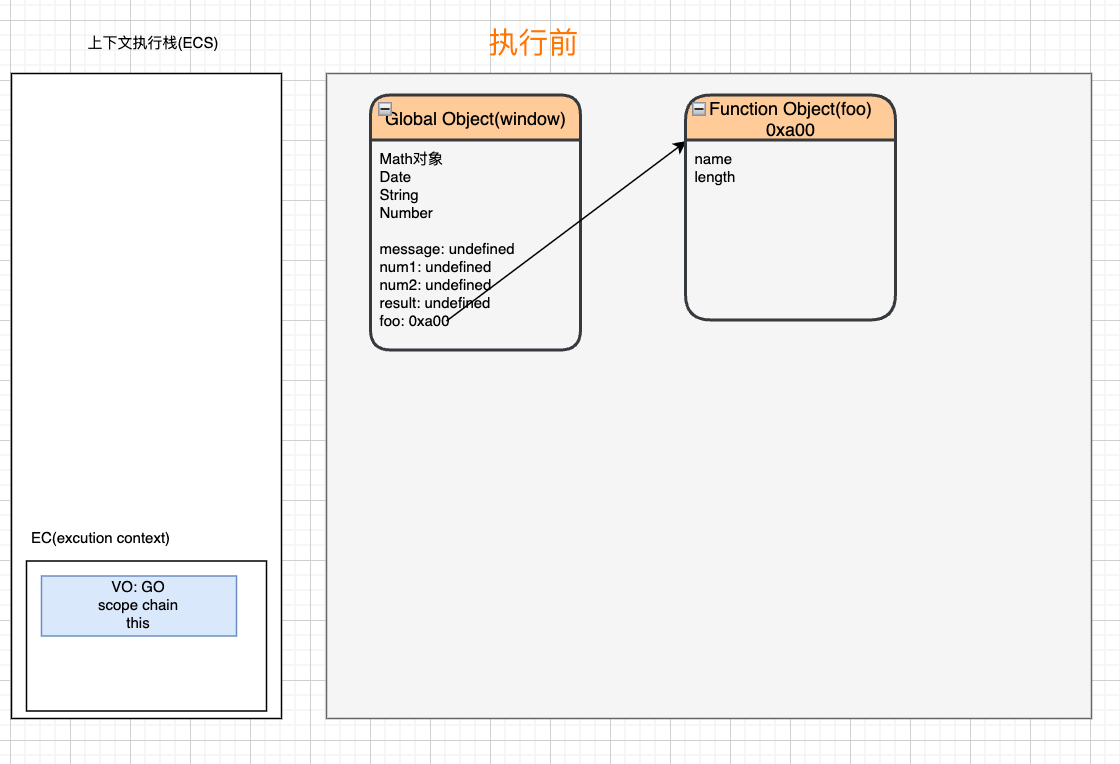 上下文执行栈(ECS)
执行前
Global Object(window)
Math对象
Date
String
Number
message: undefined
num1: undefined
num2: undefined
result: undefined
foo: 0xa00
Function Object(foo)
0xa00
name
length
EC(excution context)
VO: GO
scope chain
this